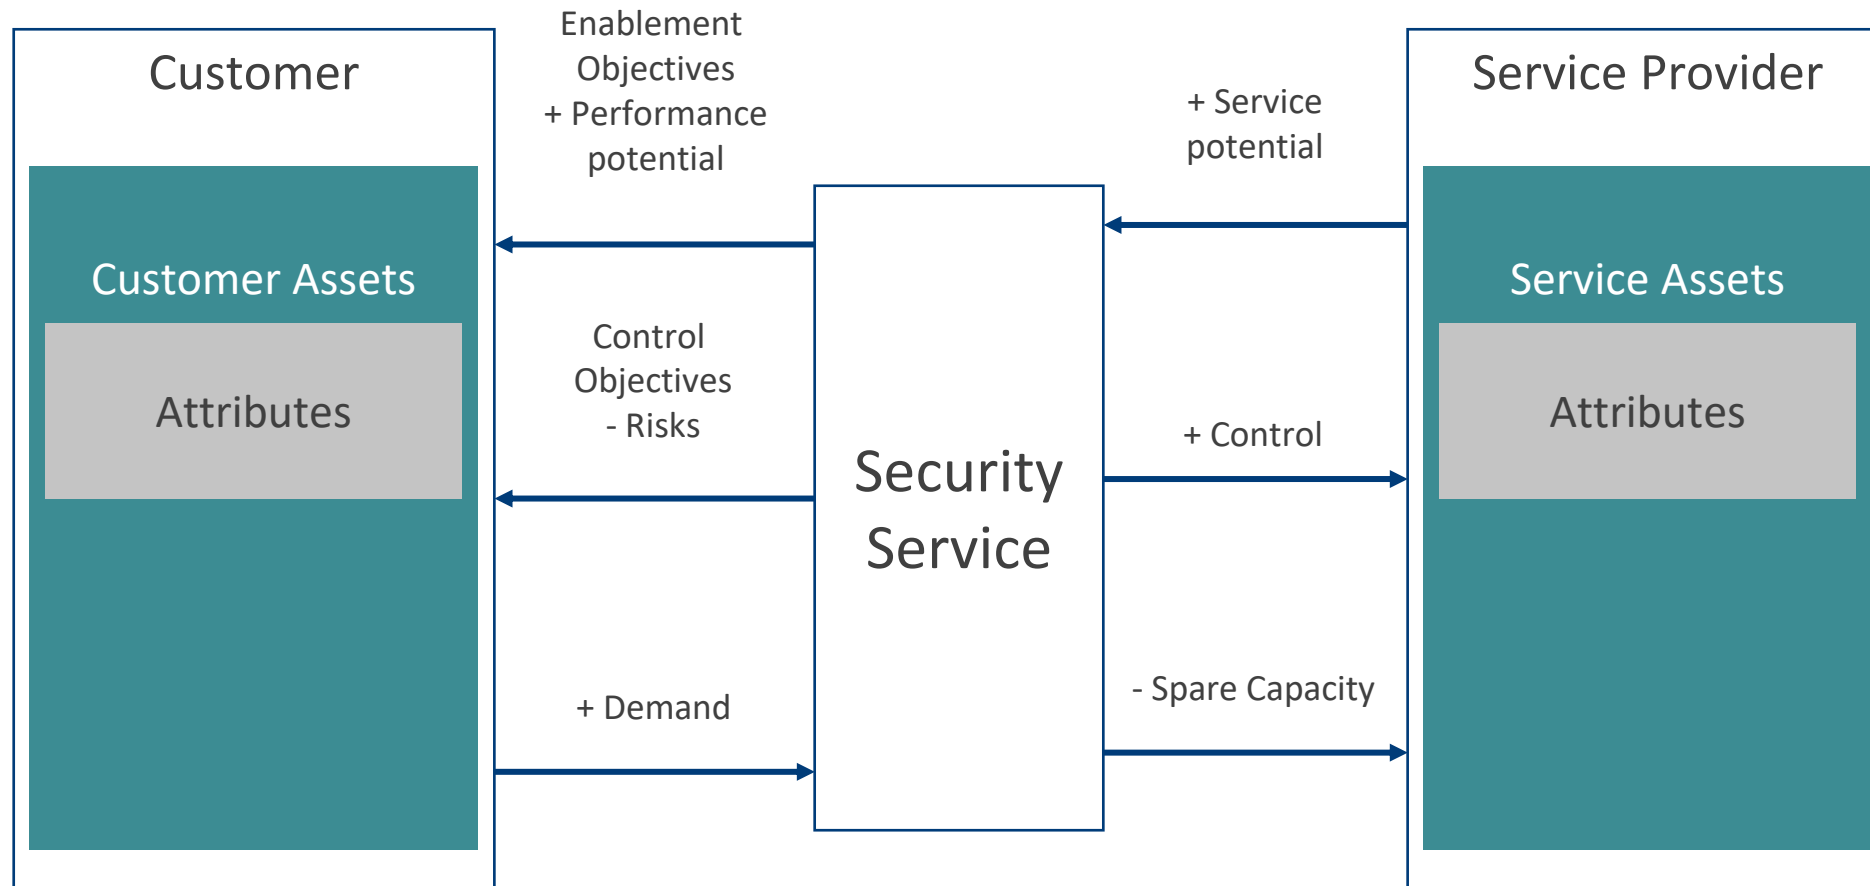 Customer
Customer Assets
Attributes
Enablement
Objectives
+ Performance
potential
Control
Objectives
- Risks
+ Demand
Security
Service
+ Service
potential
+ Control
- Spare Capacity
Service Provider
Service Assets
Attributes